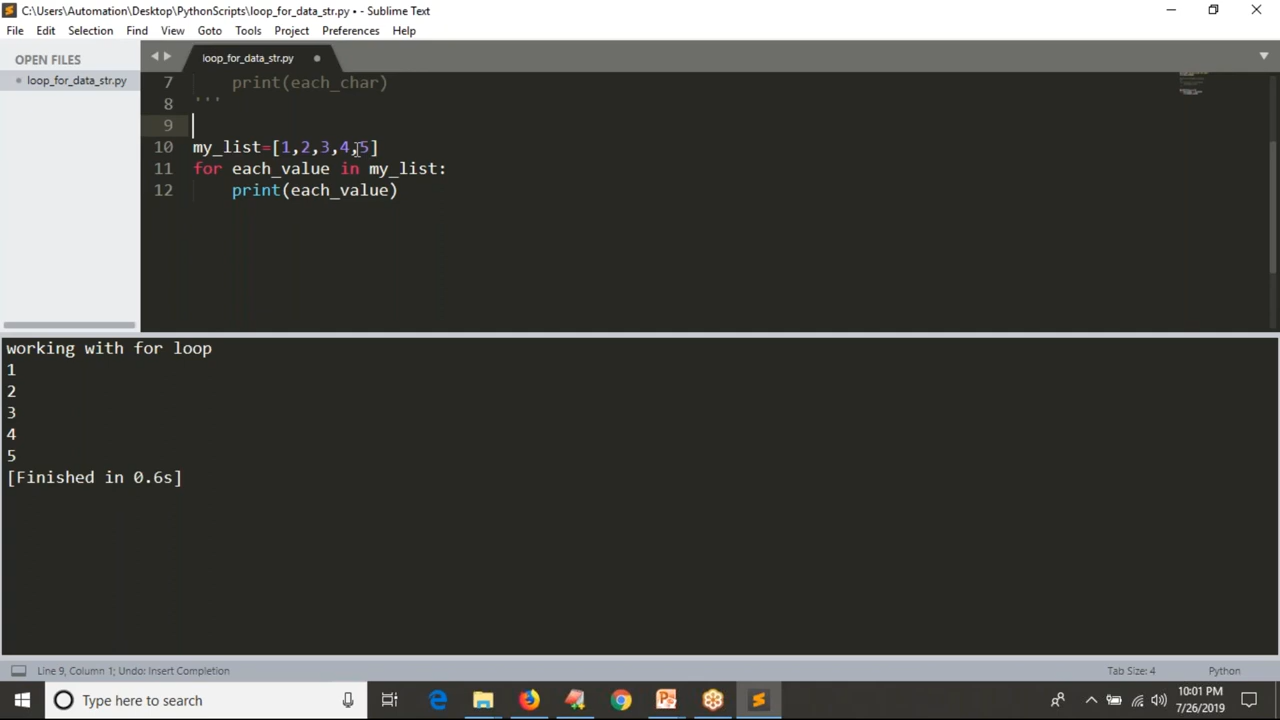 C:\Users\Automation\Desktop\PythonScripts\loop_for_data_str.py • - Sublime Text
File Edit Selection Find View Goto Tools Project Preferences Help
OPEN FILES
loop_for_data_str.py
loop_for_data_str.py
7 print(each_char)
8 '''
9
10 my_list=[1,2,3,4,5]
11 for each_value in my_list:
12 print(each_value)
working with for loop
1
2
3
4
5
[Finished in 0.6s]
Line 9, Column 1; Undo: Insert Completion Tab Size: 4 Python
Type here to search
10:01 PM
7/26/2019